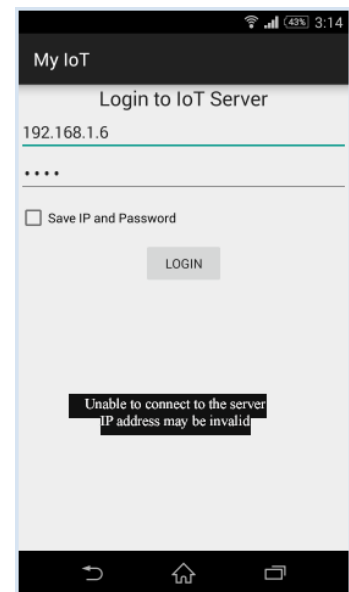 43% 3:14
My IoT
Login to IoT Server
192.168.1.6
••••
Save IP and Password
LOGIN
Unable to connect to the server
IP address may be invalid